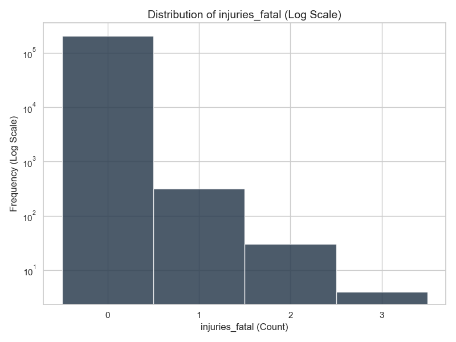 Distribution of injuries_fatal (Log Scale)
Frequency (Log Scale)
10^5
10^4
10^3
10^2
10^1
0 1 2 3
injuries_fatal (Count)